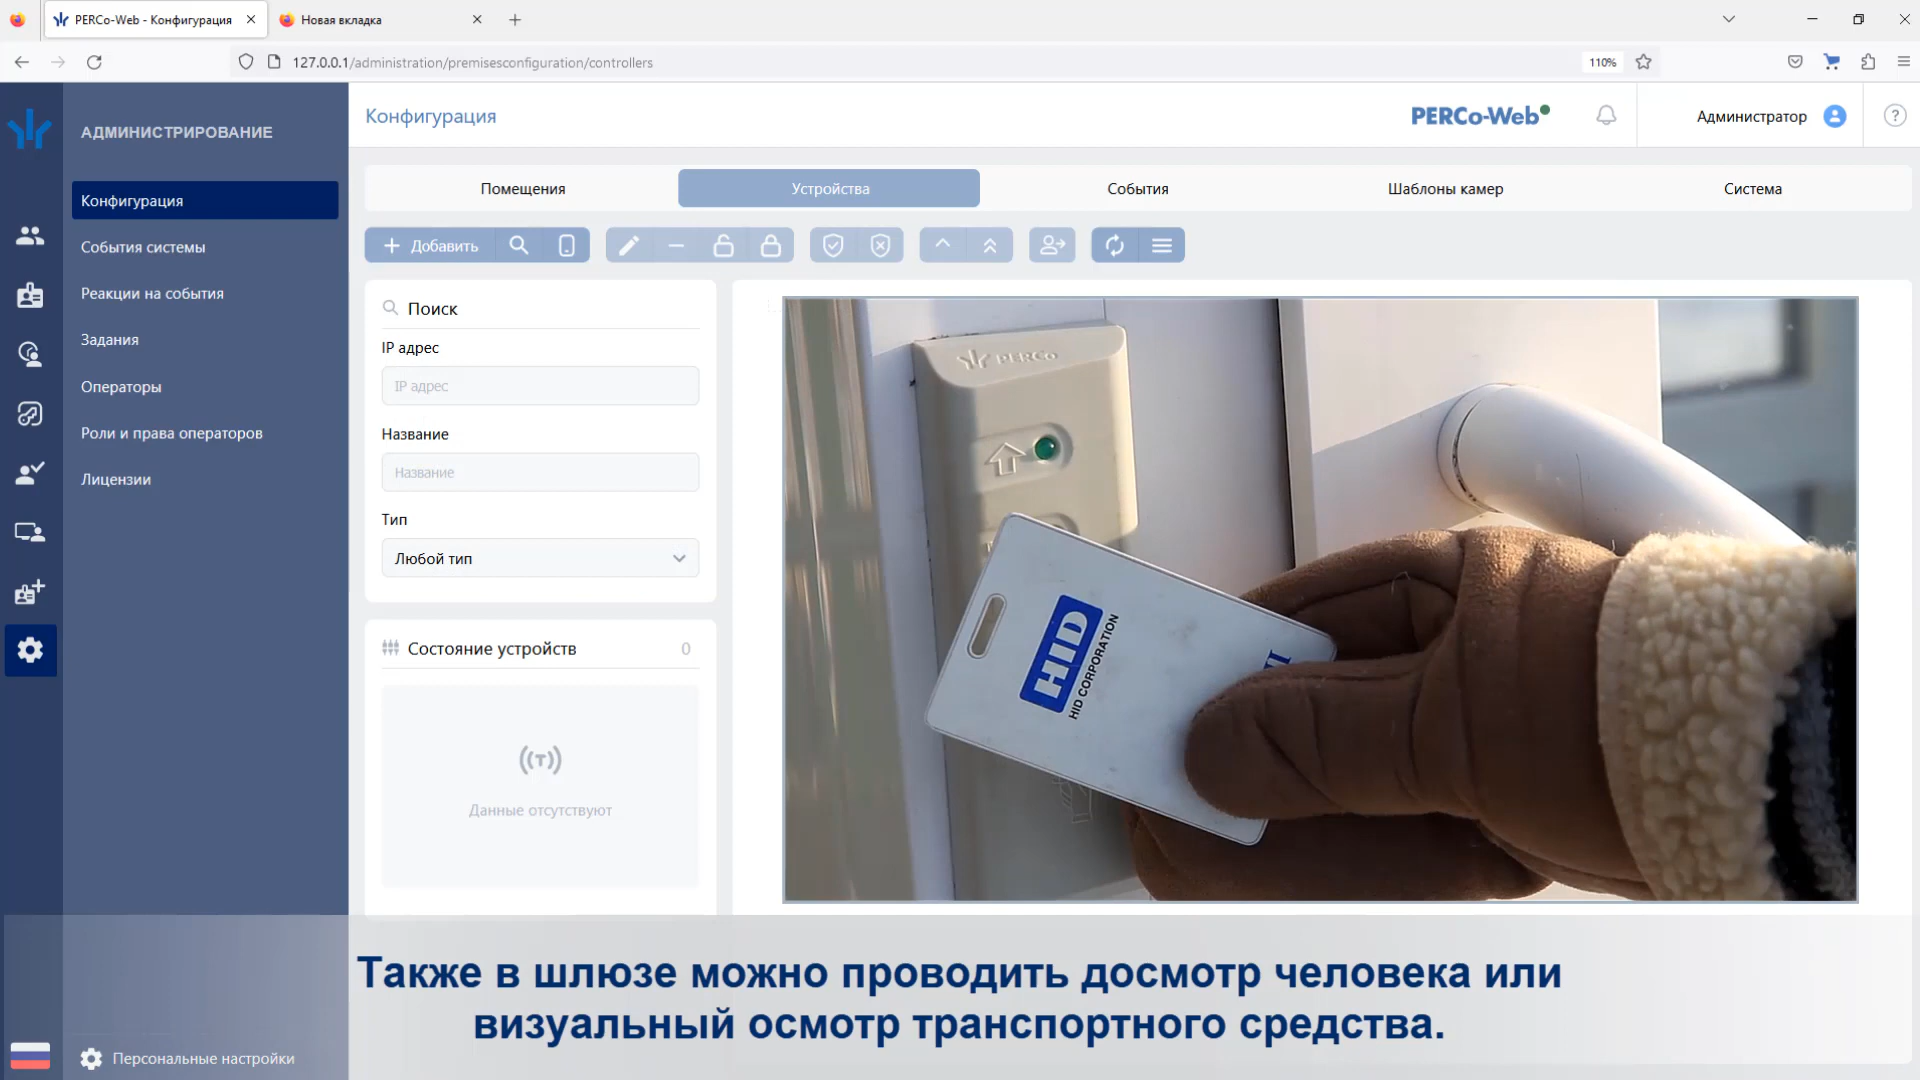 PERCo-Web - Конфигурация
Новая вкладка
127.0.0.1/administration/premisesconfiguration/controllers
110%
АДМИНИСТРИРОВАНИЕ
Конфигурация
События системы
Реакции на события
Задания
Операторы
Роли и права операторов
Лицензии
Персональные настройки
Конфигурация
PERCo-Web
Администратор
Помещения
Устройства
События
Шаблоны камер
Система
Добавить
Поиск
IP адрес
IP адрес
Название
Название
Тип
Любой тип
Состояние устройств
0
Данные отсутствуют
PERCo
HID
HID CORPORATION
Также в шлюзе можно проводить досмотр человека или
визуальный осмотр транспортного средства.